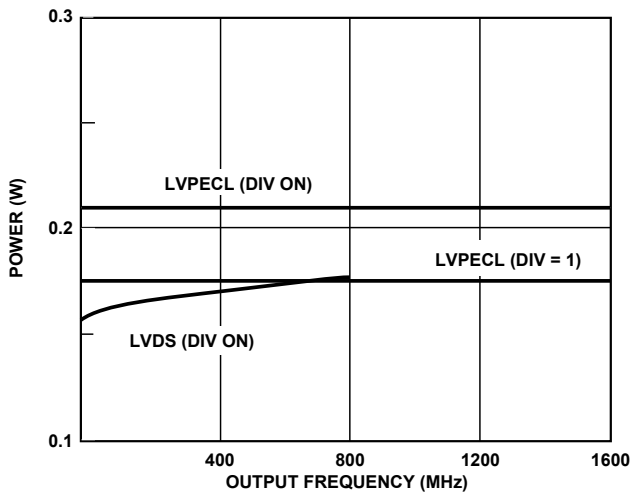 0.3
LVPECL (DIV ON)
POWER (W)
0.2
LVPECL (DIV = 1)
LVDS (DIV ON)
0.1
400
800
1200
1600
OUTPUT FREQUENCY (MHz)